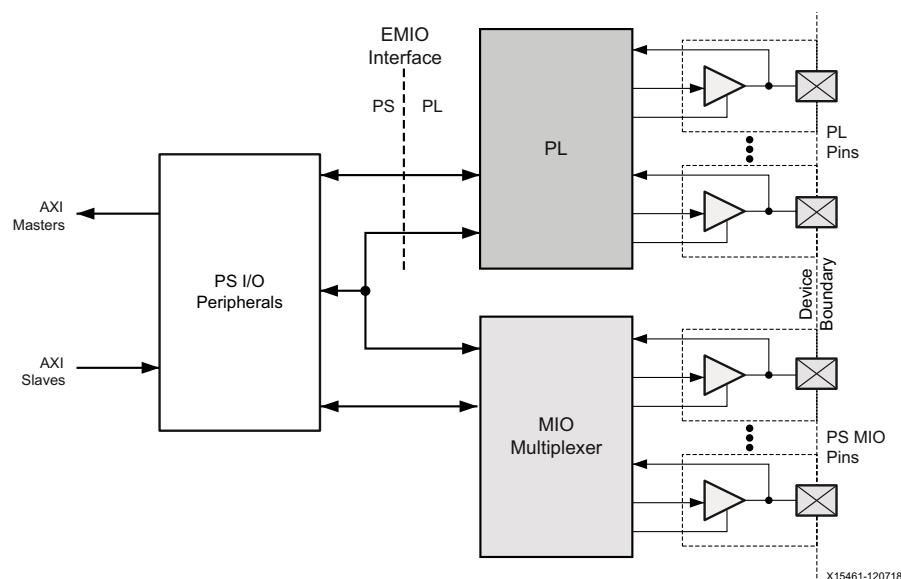 EMIO
Interface
PS
PL
PL
PL
Pins
AXI
Masters
PS I/O
Peripherals
Device
Boundary
AXI
Slaves
MIO
Multiplexer
PS MIO
Pins
X15461-120718